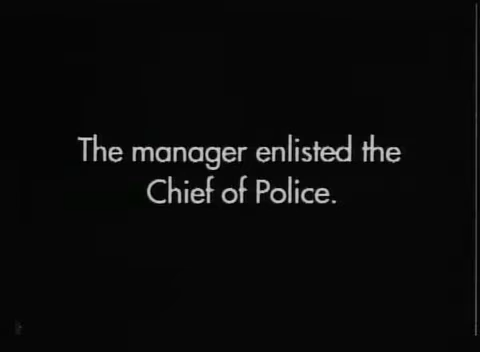 The manager enlisted the
Chief of Police.